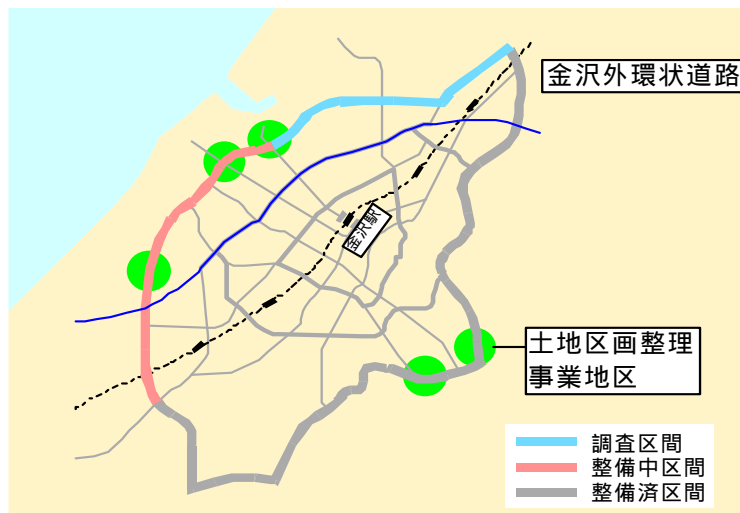 金沢外環状道路
金沢駅
土地区画整理
事業地区
調査区間
整備中区間
整備済区間